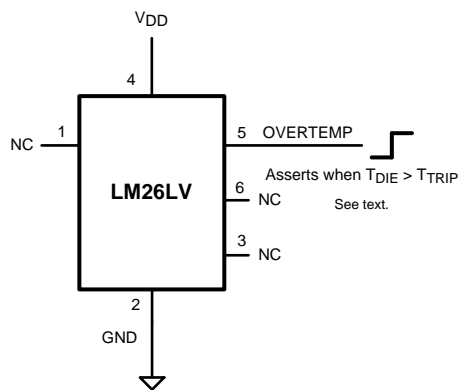 VDD
4
1
NC
5
OVERTEMP
Asserts when TDIE > TTRIP
See text.
LM26LV
6
NC
3
NC
2
GND